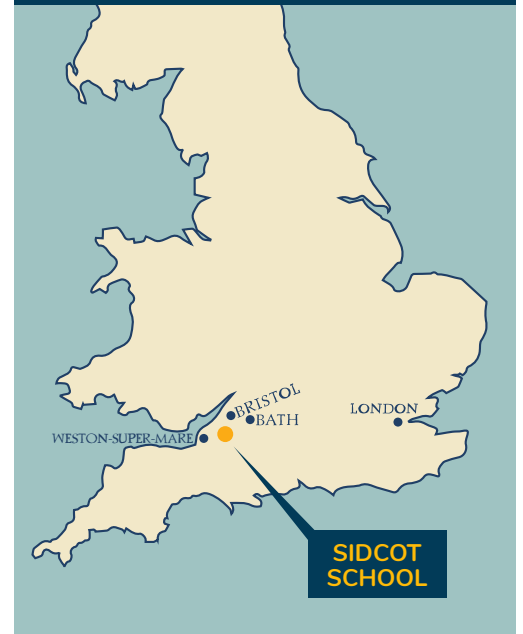 BRISTOL
BATH
LONDON
WESTON-SUPER-MARE
SIDCOT
SCHOOL